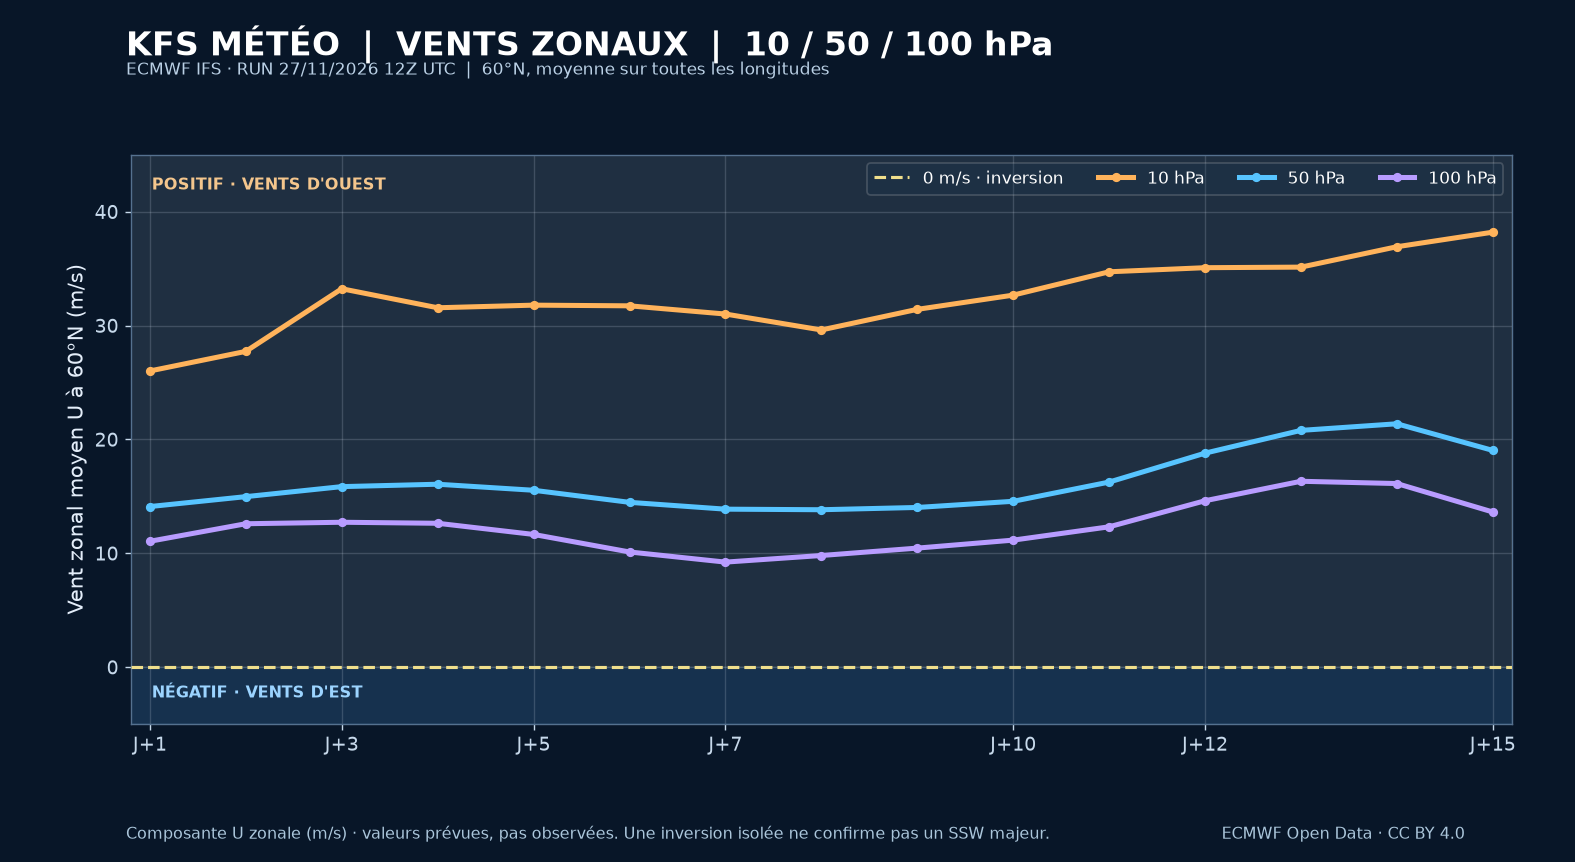 KFS MÉTÉO | VENTS ZONAUX | 10 / 50 / 100 hPa
ECMWF IFS · RUN 27/11/2026 12Z UTC | 60°N, moyenne sur toutes les longitudes
POSITIF · VENTS D'OUEST
0 m/s · inversion
10 hPa
50 hPa
100 hPa
Vent zonal moyen U à 60°N (m/s)
40
30
20
10
0
NÉGATIF · VENTS D'EST
J+1
J+3
J+5
J+7
J+10
J+12
J+15
Composante U zonale (m/s) · valeurs prévues, pas observées. Une inversion isolée ne confirme pas un SSW majeur.
ECMWF Open Data · CC BY 4.0